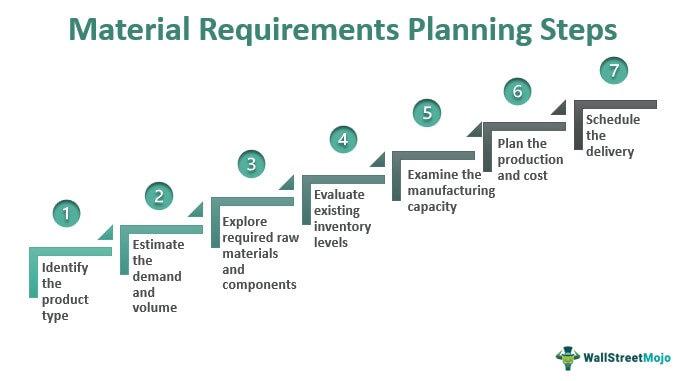 Material Requirements Planning Steps
1
Identify
the
product
type
2
Estimate
the
demand
and
volume
3
Explore
required raw
materials
and
components
4
Evaluate
existing
inventory
levels
5
Examine the
manufacturing
capacity
6
Plan the
production
and cost
7
Schedule
the
delivery
WallStreetMojo